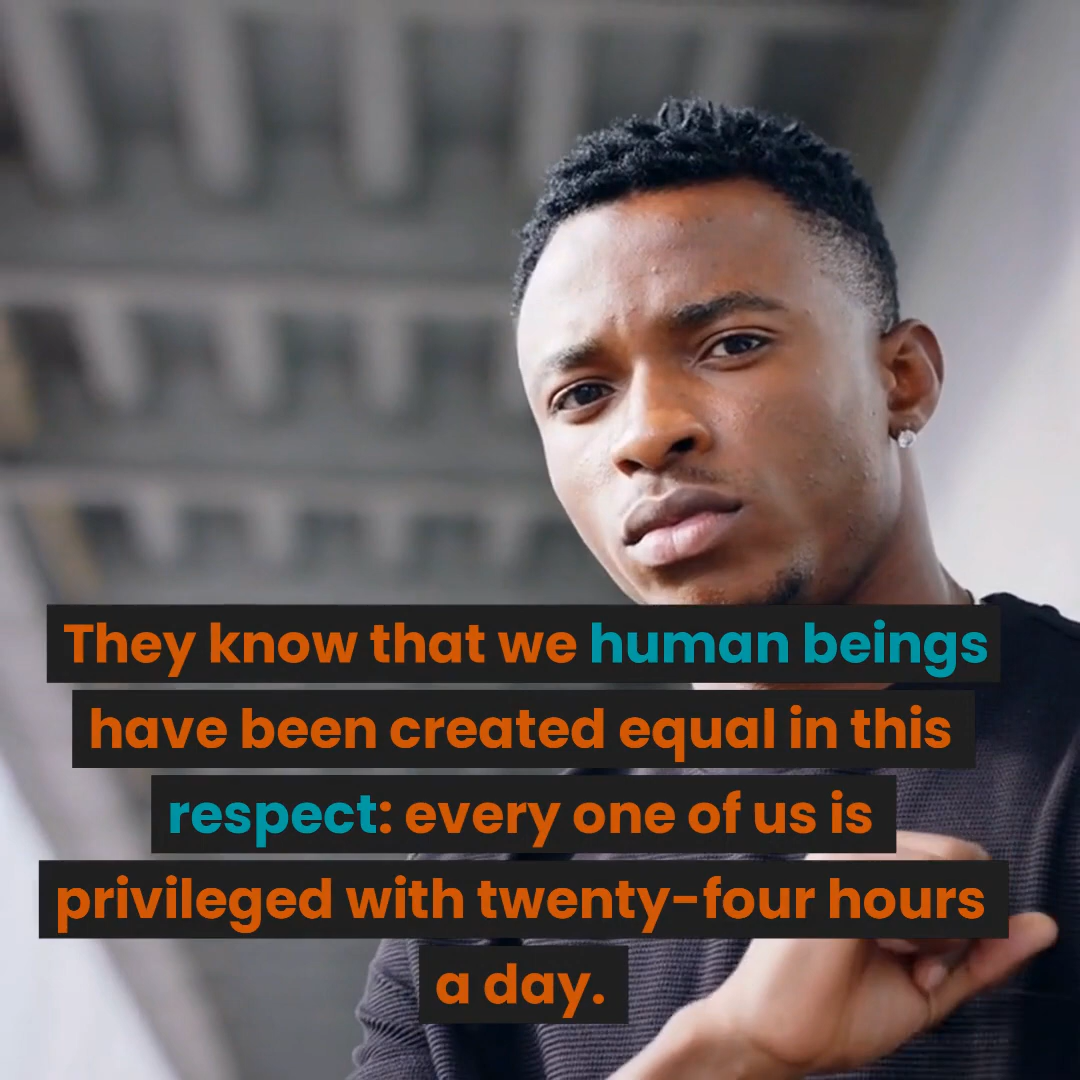 They know that we human beings
have been created equal in this
respect: every one of us is
privileged with twenty-four hours
a day.